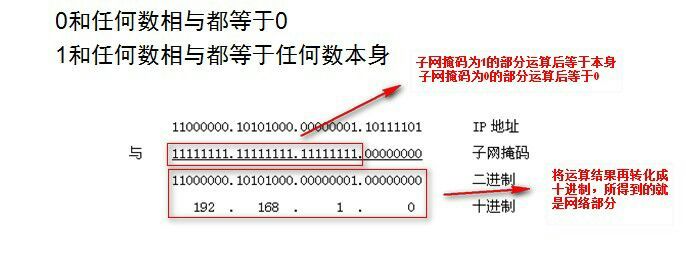 0和任何数相与都等于0
1和任何数相与都等于任何数本身
子网掩码为1的部分运算后等于本身
子网掩码为0的部分运算后等于0
11000000.10101000.00000001.10111101 IP 地址
与 11111111.11111111.11111111.00000000 子网掩码
11000000.10101000.00000001.00000000 二进制
192 . 168 . 1 . 0 十进制
将运算结果再转化成
十进制，所得到的就
是网络部分